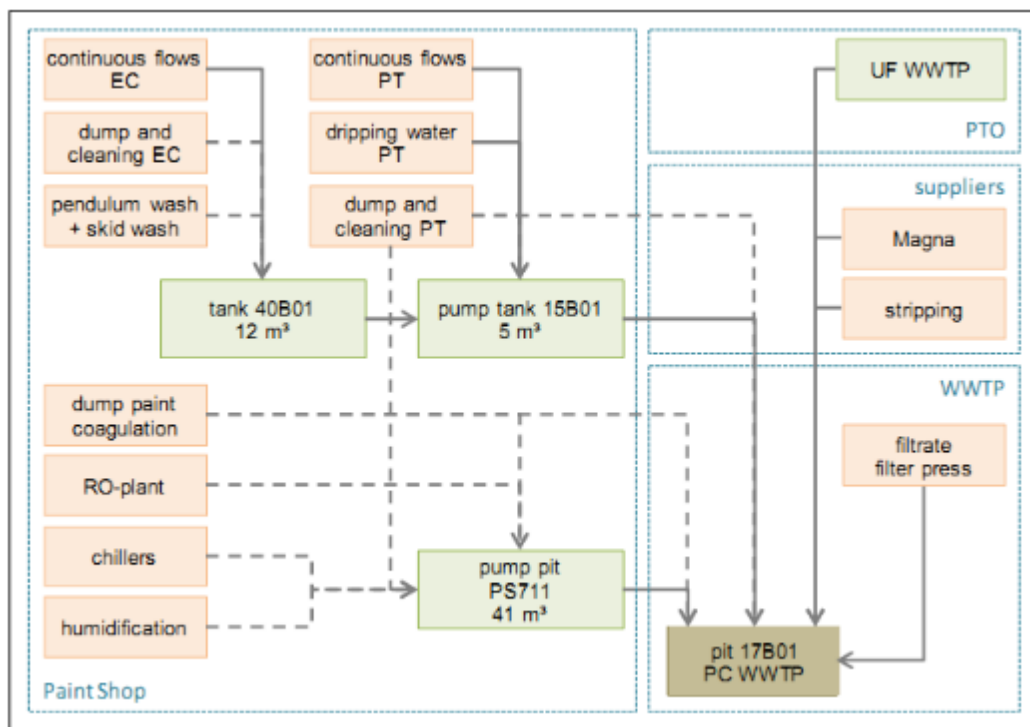 continuous flows
EC
continuous flows
PT
UF WWTP
dump and
cleaning EC
dripping water
PT
PTO
pendulum wash
+ skid wash
dump and
cleaning PT
suppliers
Magna
stripping
tank 40B01
12 m³
pump tank 15B01
5 m³
WWTP
dump paint
coagulation
filtrate
filter press
RO-plant
chillers
pump pit
PS711
41 m³
humidification
pit 17B01
PC WWTP
Paint Shop